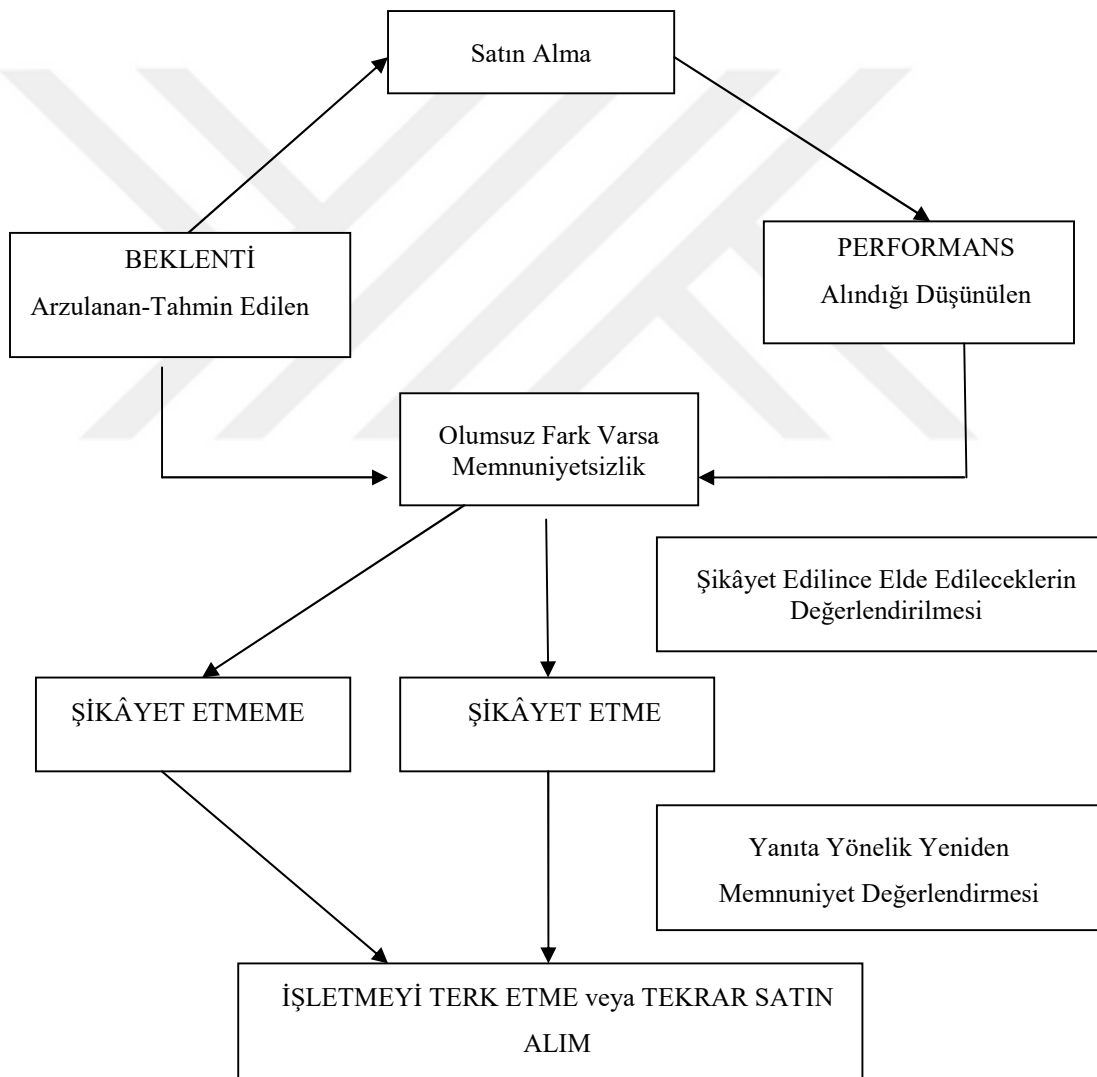 Satın Alma
BEKLENTİ
Arzulanan-Tahmin Edilen
PERFORMANS
Alındığı Düşünülen
Olumsuz Fark Varsa
Memnuniyetsizlik
Şikâyet Edilince Elde Edileceklerin
Değerlendirilmesi
ŞİKÂYET ETMEME
ŞİKÂYET ETME
Yanıta Yönelik Yeniden
Memnuniyet Değerlendirmesi
İŞLETMEYİ TERK ETME veya TEKRAR SATIN
ALIM